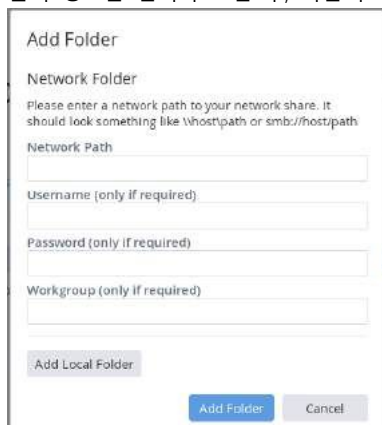 Add Folder
Network Folder
Please enter a network path to your network share. It
should look something like \\host\path or smb://host/path
Network Path
Username (only if required)
Password (only if required)
Workgroup (only if required)
Add Local Folder
Add Folder
Cancel